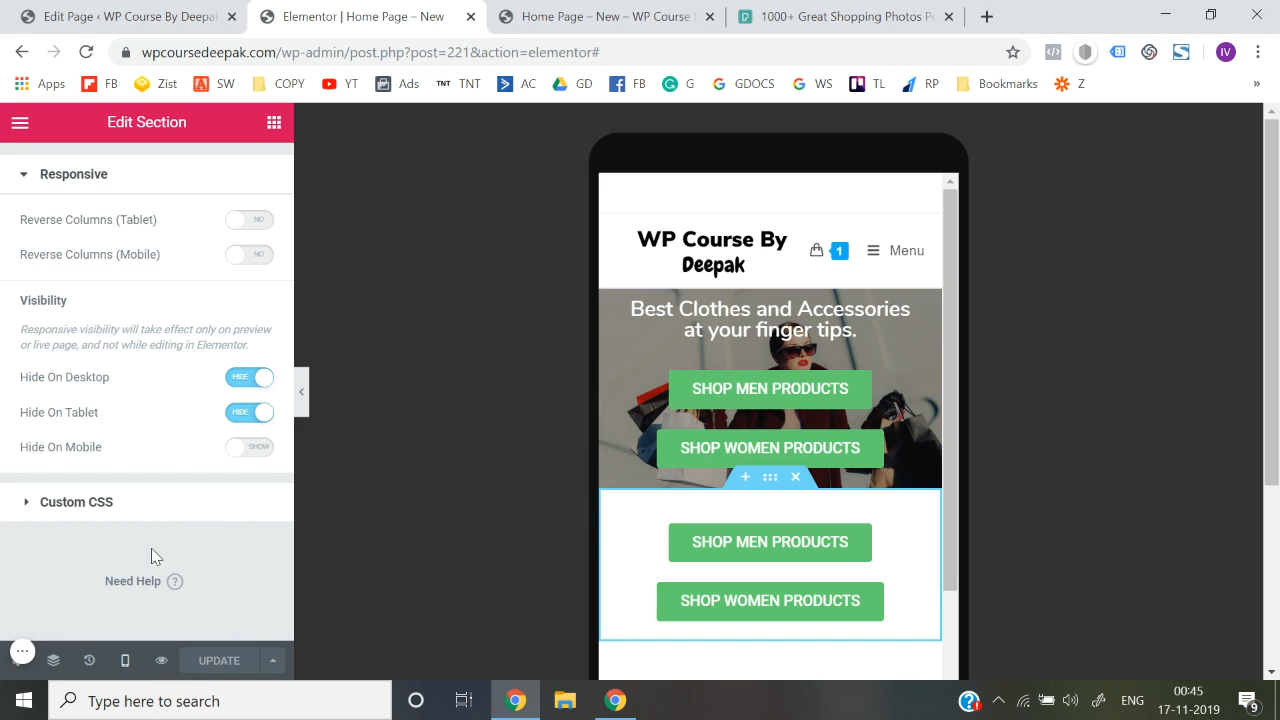 Edit Page ‹ WP Course By Deepak
Elementor | Home Page – New
Home Page – New – WP Course
1000+ Great Shopping Photos Pe
wpcoursedeepak.com/wp-admin/post.php?post=221&action=elementor#
IV
Apps
FB
Zist
SW
COPY
YT
Ads
TNT TNT
AC
GD
FB
G
GDOCS
WS
TL
RP
Bookmarks
Z
»
Edit Section
Responsive
Reverse Columns (Tablet)
NO
Reverse Columns (Mobile)
NO
Visibility
Responsive visibility will take effect only on preview
or live page, and not while editing in Elementor.
Hide On Desktop
HIDE
Hide On Tablet
HIDE
Hide On Mobile
SHOW
Custom CSS
Need Help ?
UPDATE
WP Course By
Deepak
1
Menu
Best Clothes and Accessories
at your finger tips.
SHOP MEN PRODUCTS
SHOP WOMEN PRODUCTS
SHOP MEN PRODUCTS
SHOP WOMEN PRODUCTS
Type here to search
ENG
00:45
17-11-2019
9